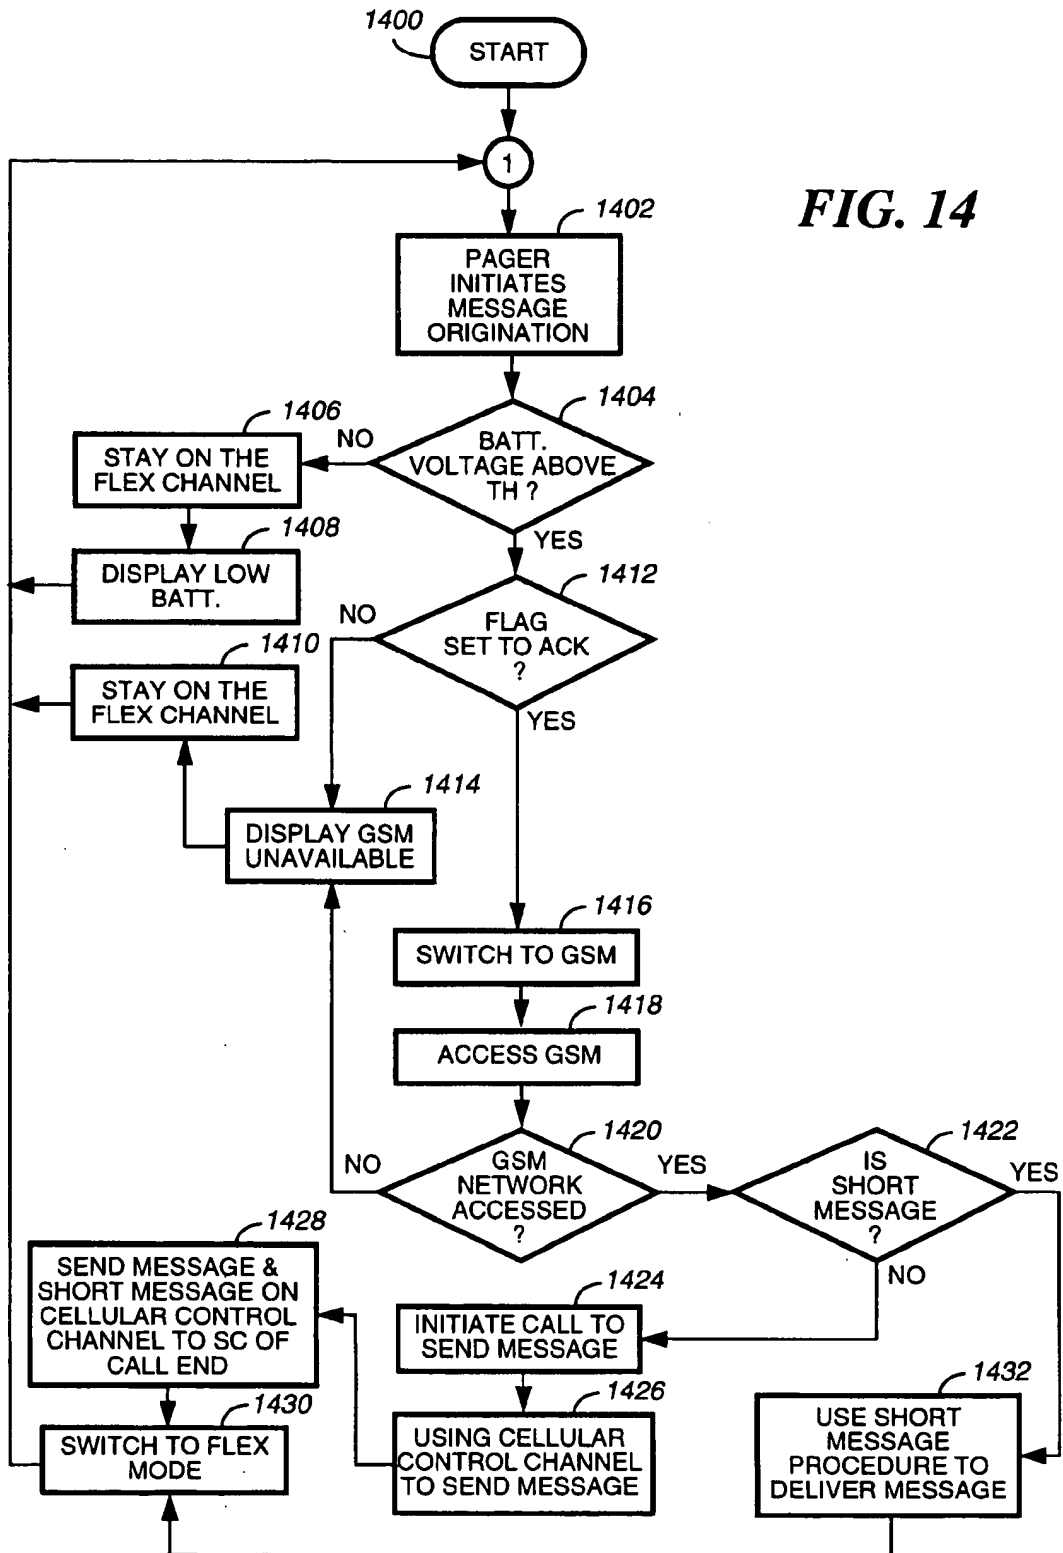 1400
START
1
FIG. 14
1402
PAGER
INITIATES
MESSAGE
ORIGINATION
1404
BATT.
VOLTAGE ABOVE
TH ?
NO
YES
1406
STAY ON THE
FLEX CHANNEL
1408
DISPLAY LOW
BATT.
1412
FLAG
SET TO ACK
?
NO
YES
1410
STAY ON THE
FLEX CHANNEL
1414
DISPLAY GSM
UNAVAILABLE
1416
SWITCH TO GSM
1418
ACCESS GSM
1420
GSM
NETWORK
ACCESSED
?
NO
YES
1422
IS
SHORT
MESSAGE
?
YES
NO
1428
SEND MESSAGE &
SHORT MESSAGE ON
CELLULAR CONTROL
CHANNEL TO SC OF
CALL END
1424
INITIATE CALL TO
SEND MESSAGE
1430
SWITCH TO FLEX
MODE
1426
USING CELLULAR
CONTROL CHANNEL
TO SEND MESSAGE
1432
USE SHORT
MESSAGE
PROCEDURE TO
DELIVER MESSAGE